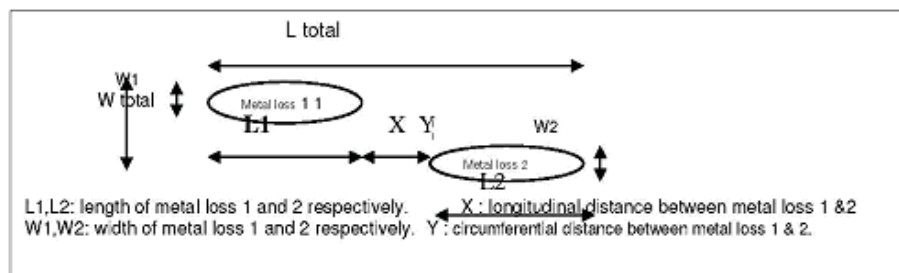 L total
W1
W total
Metal loss 1 1
L1 X Y
W2
Metal loss 2
L2
L1,L2: length of metal loss 1 and 2 respectively. X : longitudinal distance between metal loss 1 &2
W1,W2: width of metal loss 1 and 2 respectively. Y : circumferential distance between metal loss 1 & 2.